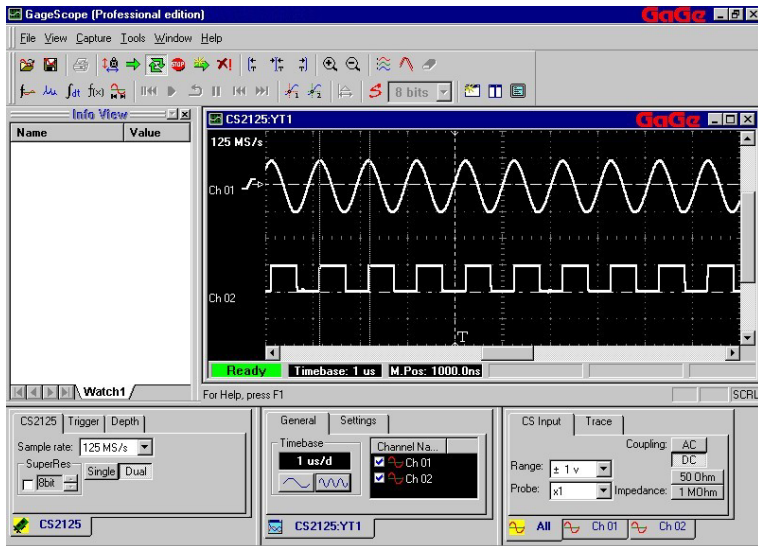 GageScope (Professional edition)
GaGe
File View Capture Tools Window Help
8 bits
Info View
Name Value
Watch1
CS2125:YT1
GaGe
125 MS/s
Ch 01
Ch 02
T
Ready Timebase: 1 us M.Pos: 1000.0ns
For Help, press F1
SCRL
CS2125 Trigger Depth
Sample rate: 125 MS/s
SuperRes
8bit
Single Dual
CS2125
General Settings
Timebase
1 us/d
Channel Na...
Ch 01
Ch 02
CS2125:YT1
CS Input Trace
Coupling: AC
DC
Range: ± 1 v
50 Ohm
Probe: x1 Impedance: 1 MOhm
All Ch 01 Ch 02